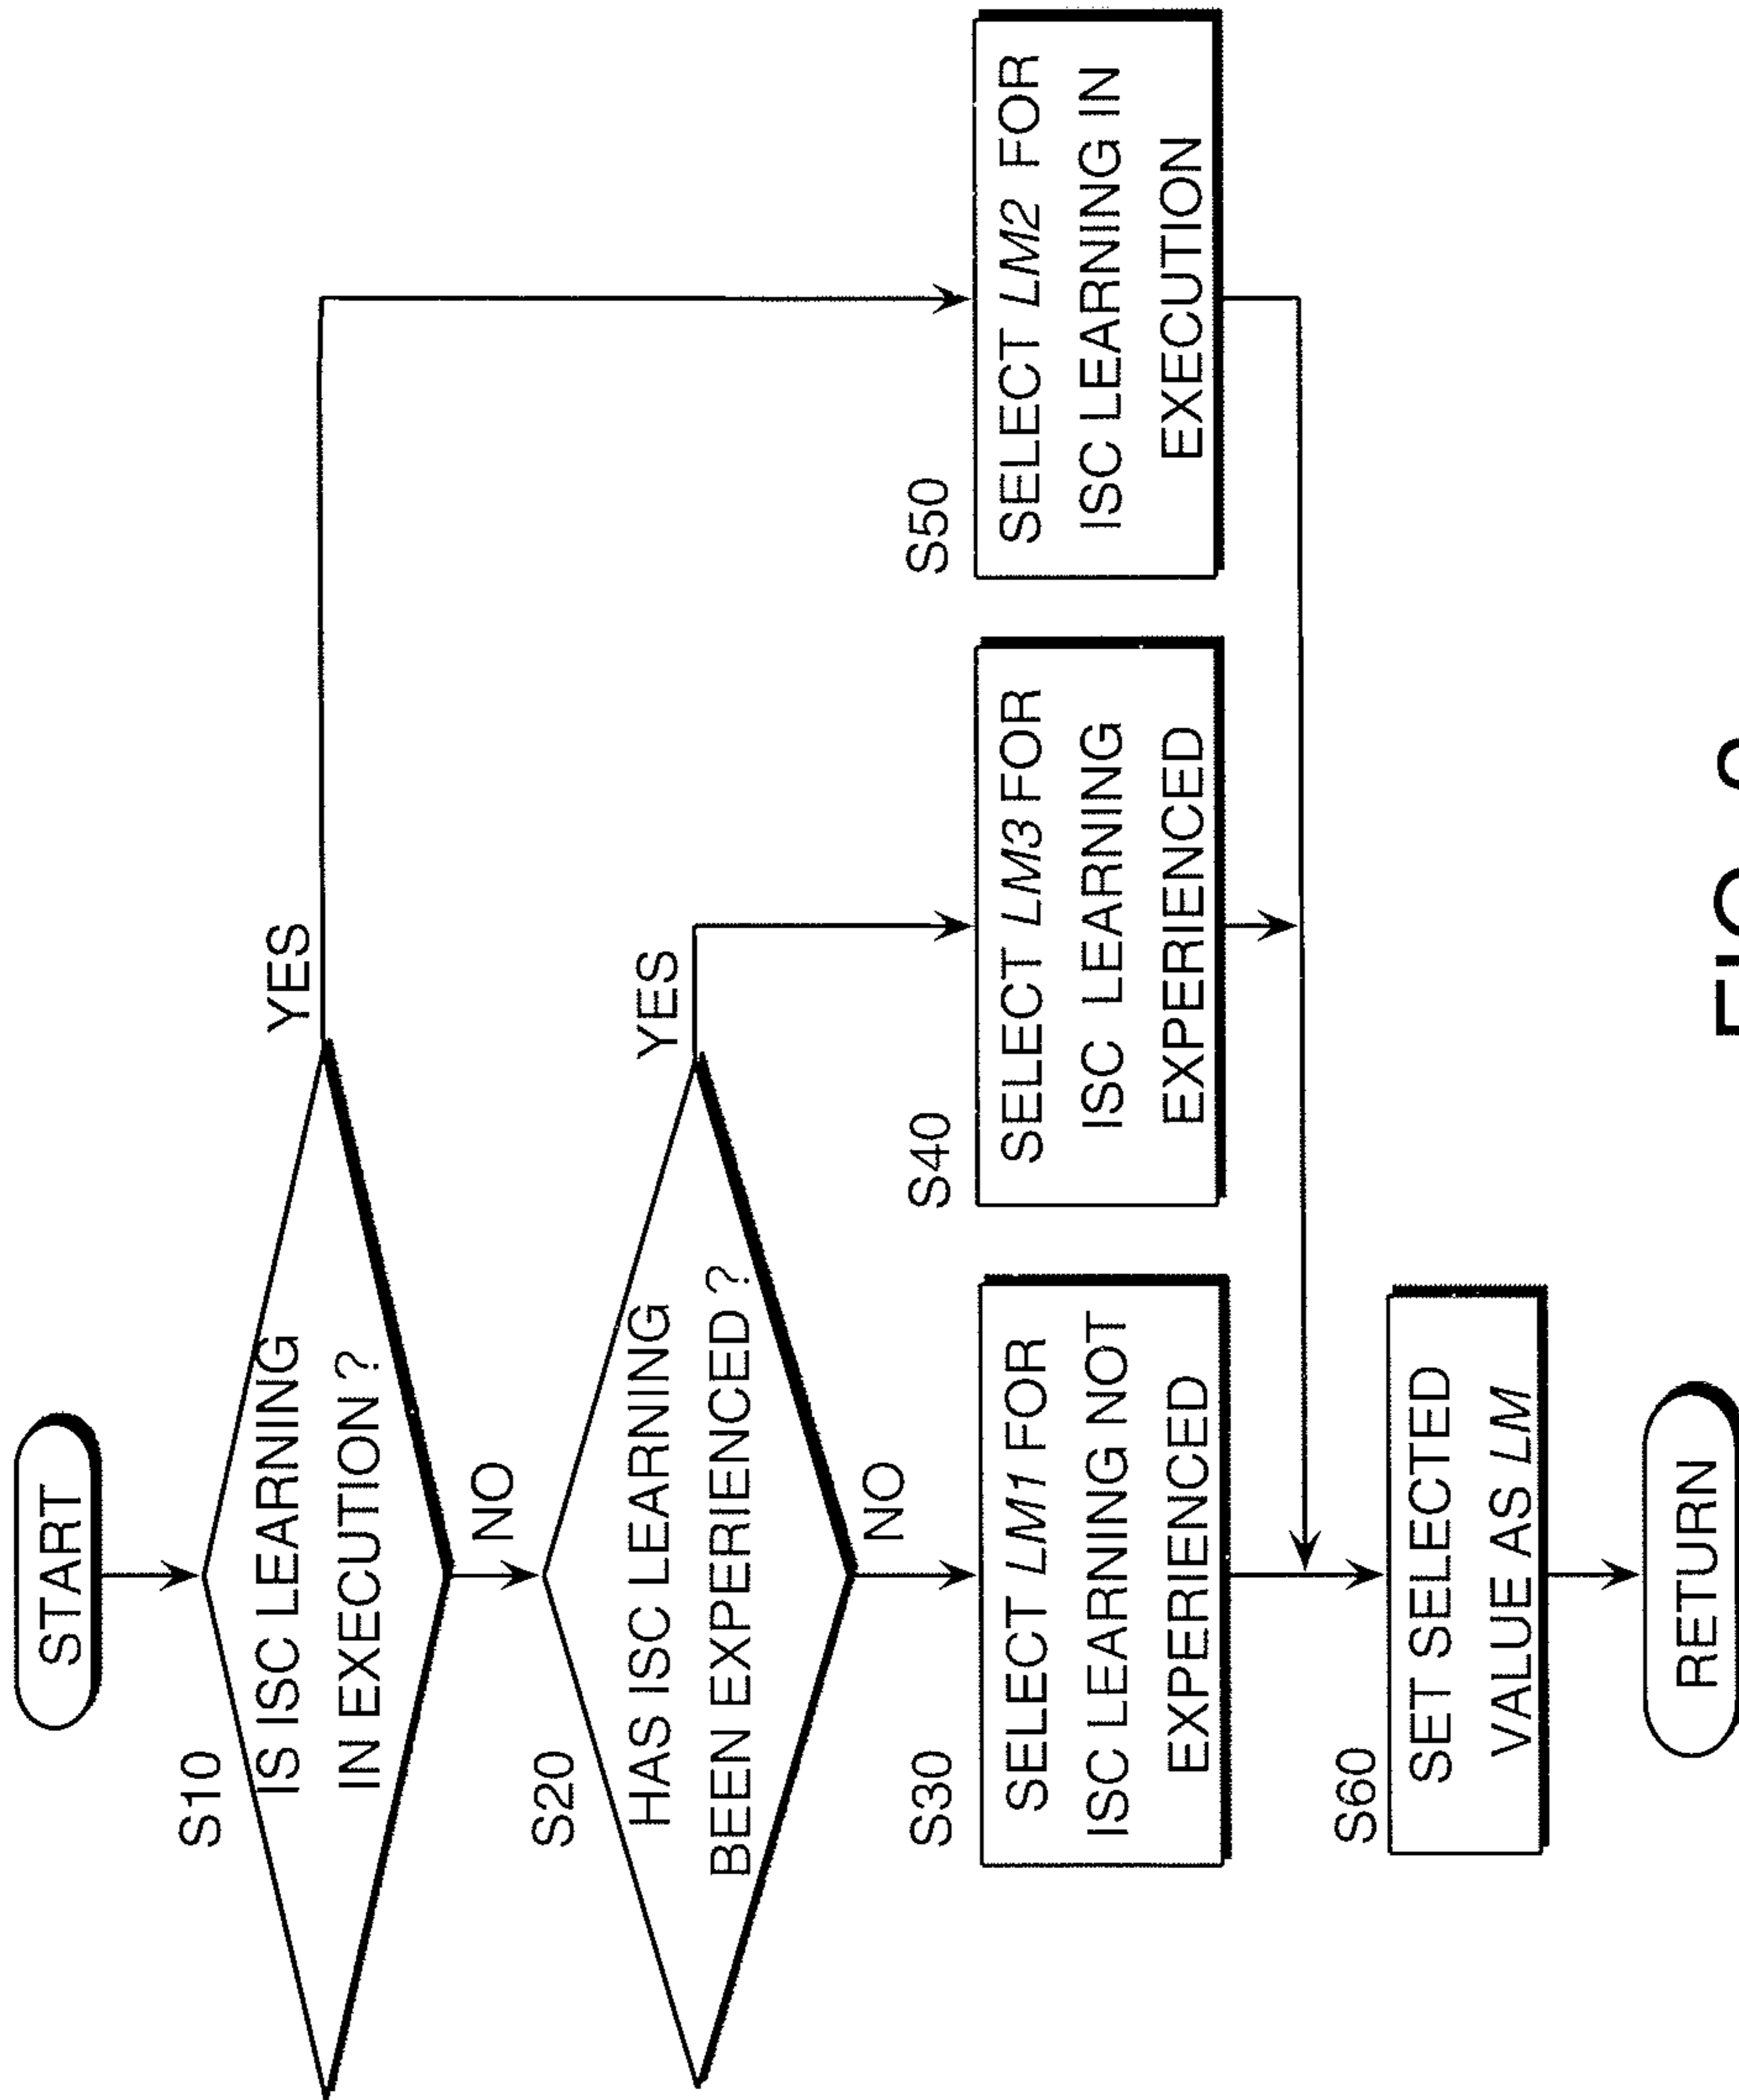 START
S10
IS ISC LEARNING
IN EXECUTION ?
YES
NO
S20
HAS ISC LEARNING
BEEN EXPERIENCED ?
YES
NO
S30
SELECT LM1 FOR
ISC LEARNING NOT
EXPERIENCED
S40
SELECT LM3 FOR
ISC LEARNING
EXPERIENCED
S50
SELECT LM2 FOR
ISC LEARNING IN
EXECUTION
S60
SET SELECTED
VALUE AS LM
RETURN